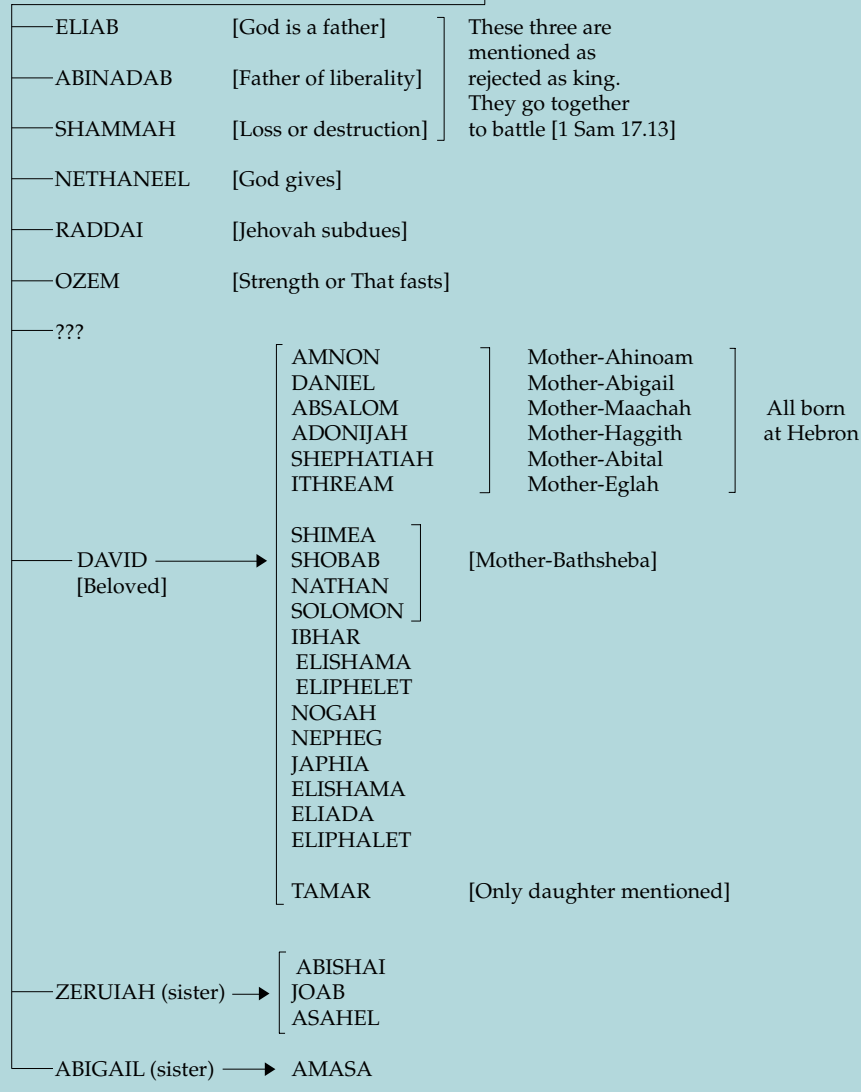 ELIAB [God is a father] These three are
mentioned as
ABINADAB [Father of liberality] rejected as king.
They go together
SHAMMAH [Loss or destruction] to battle [1 Sam 17.13]
NETHANEEL [God gives]
RADDAI [Jehovah subdues]
OZEM [Strength or That fasts]
???
AMNON Mother-Ahinoam
DANIEL Mother-Abigail
ABSALOM Mother-Maachah All born
ADONIJAH Mother-Haggith at Hebron
SHEPHATIAH Mother-Abital
ITHREAM Mother-Eglah
SHIMEA
DAVID SHOBAB [Mother-Bathsheba]
[Beloved] NATHAN
SOLOMON
IBHAR
ELISHAMA
ELIPHELET
NOGAH
NEPHEG
JAPHIA
ELISHAMA
ELIADA
ELIPHALET
TAMAR [Only daughter mentioned]
ABISHAI
ZERUIAH (sister) JOAB
ASAHEL
ABIGAIL (sister) AMASA